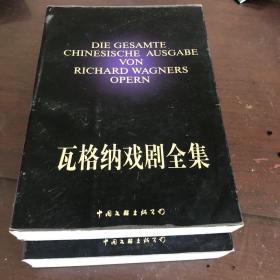 DIE GESAMTE
CHINESISCHE AUSGABE
VON
RICHARD WAGNERS
OPERN
瓦格纳戏剧全集
中国文联出版公司